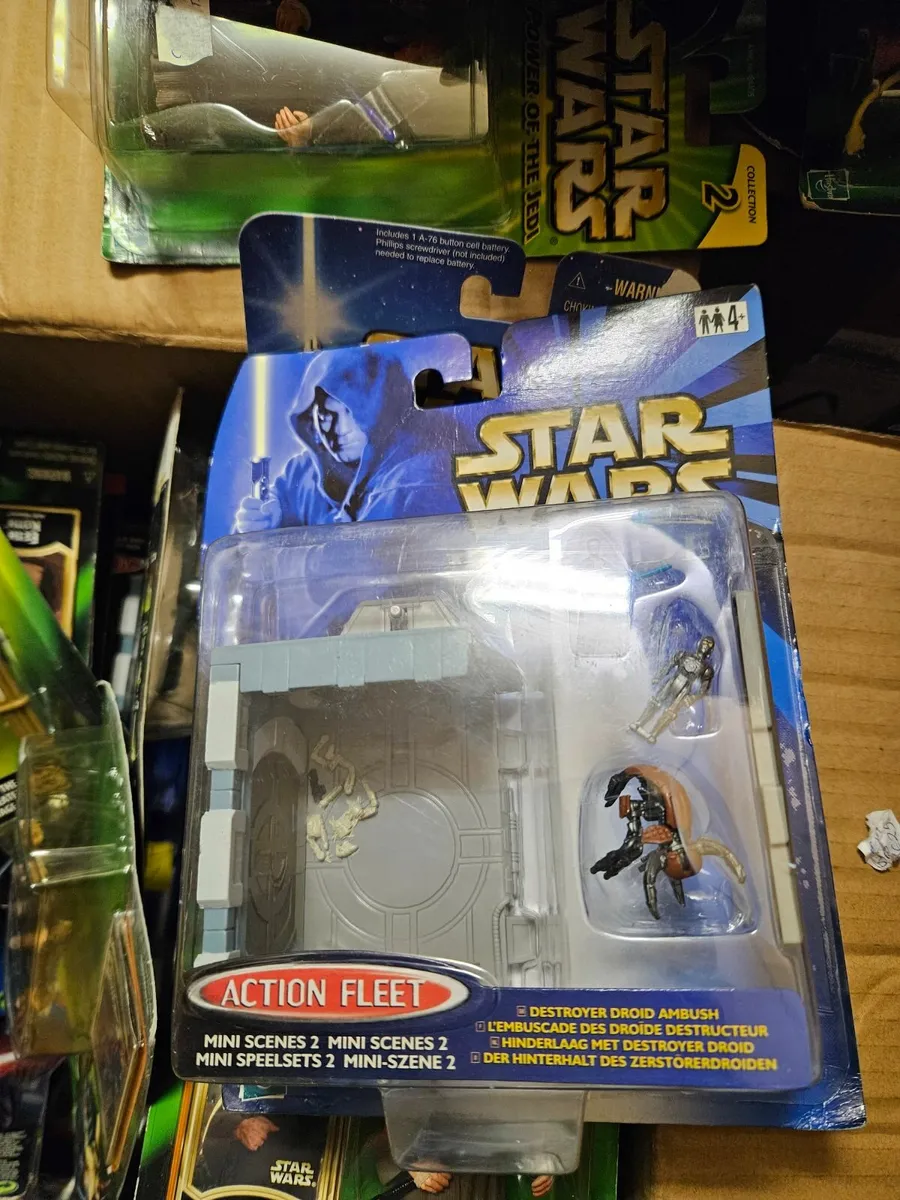 STAR
WARS
®
POWER OF THE JEDI
COLLECTION
2
Hasbro
Includes 1 A-76 button cell battery.
Phillips screwdriver (not included)
needed to replace battery.
WARN
CHOK
4+
STAR
WARS
ACTION FLEET
MINI SCENES 2 MINI SCENES 2
MINI SPEELSETS 2 MINI-SZENE 2
DESTROYER DROID AMBUSH
F L'EMBUSCADE DES DROÏDE DESTRUCTEUR
NL HINDERLAAG MET DESTROYER DROID
DER HINTERHALT DES ZERSTÖRERDROIDEN
STAR
WARS.